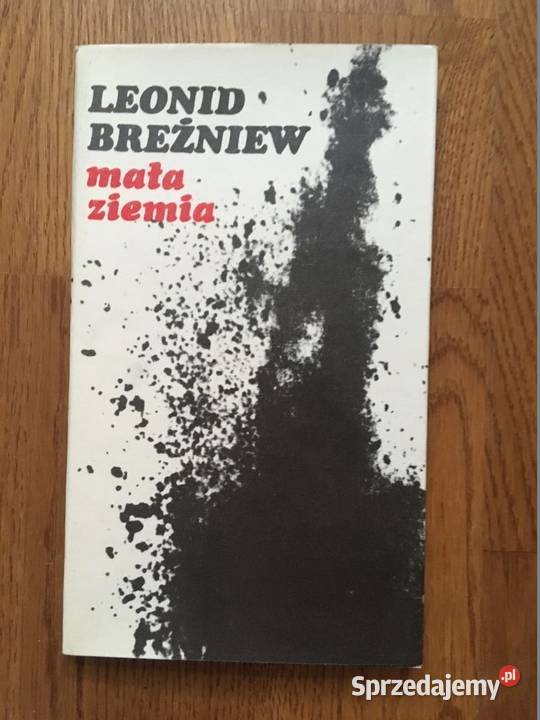 LEONID
BREŻNIEW
mała
ziemia
Sprzedajemy.pl